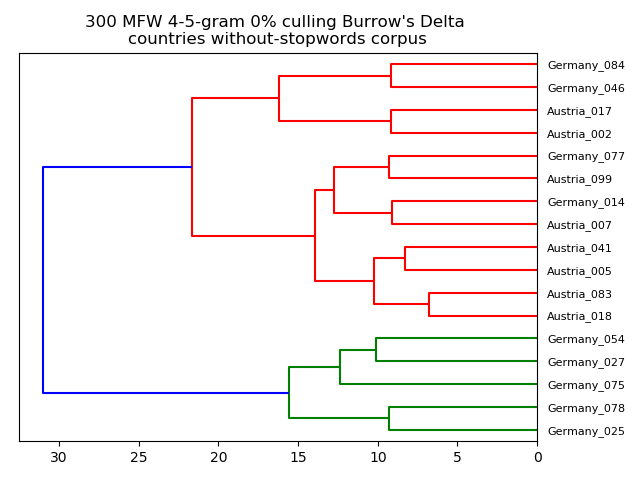 300 MFW 4-5-gram 0% culling Burrow's Delta
countries without-stopwords corpus
Germany_084
Germany_046
Austria_017
Austria_002
Germany_077
Austria_099
Germany_014
Austria_007
Austria_041
Austria_005
Austria_083
Austria_018
Germany_054
Germany_027
Germany_075
Germany_078
Germany_025
30 25 20 15 10 5 0